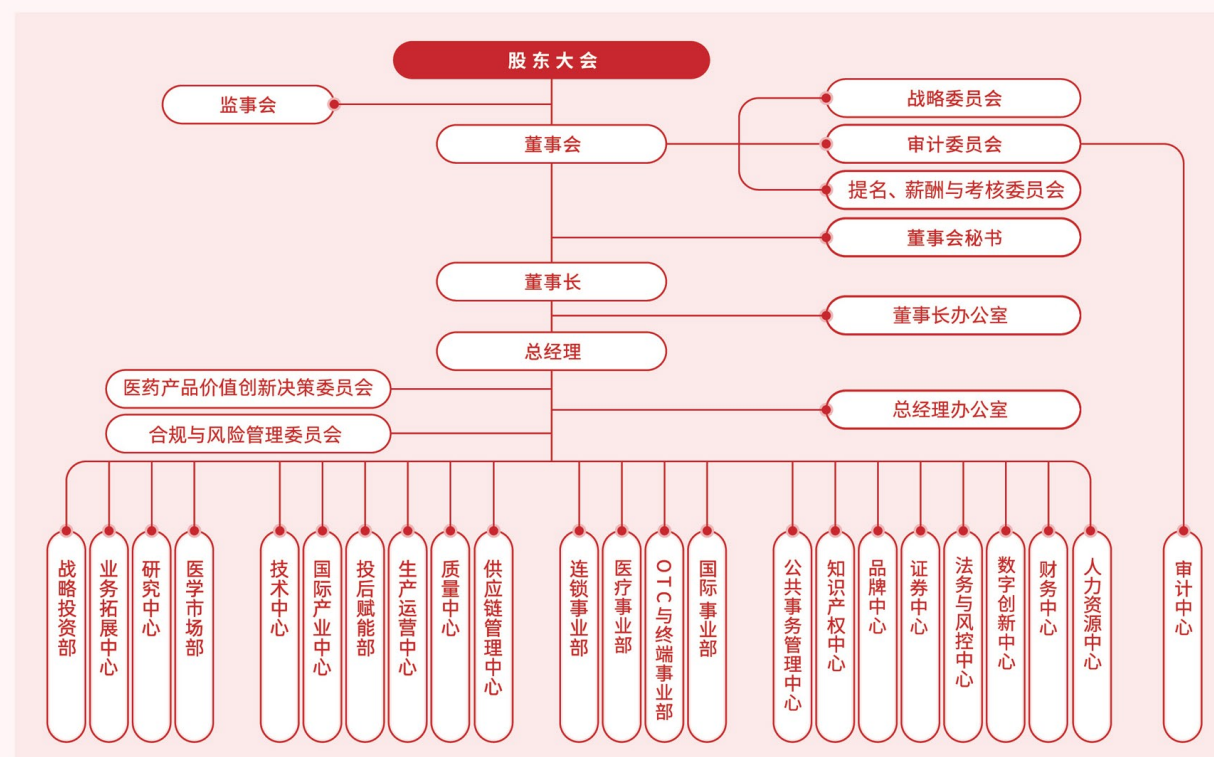 股东大会
监事会
战略委员会
董事会
审计委员会
提名、薪酬与考核委员会
董事会秘书
董事长
董事长办公室
总经理
医药产品价值创新决策委员会
总经理办公室
合规与风险管理委员会
战略投资部
业务拓展中心
研究中心
医学市场部
技术中心
国际产业中心
投后赋能部
生产运营中心
质量中心
供应链管理中心
连锁事业部
医疗事业部
OTC与终端事业部
国际事业部
公共事务管理中心
知识产权中心
品牌中心
证券中心
法务与风控中心
数字创新中心
财务中心
人力资源中心
审计中心